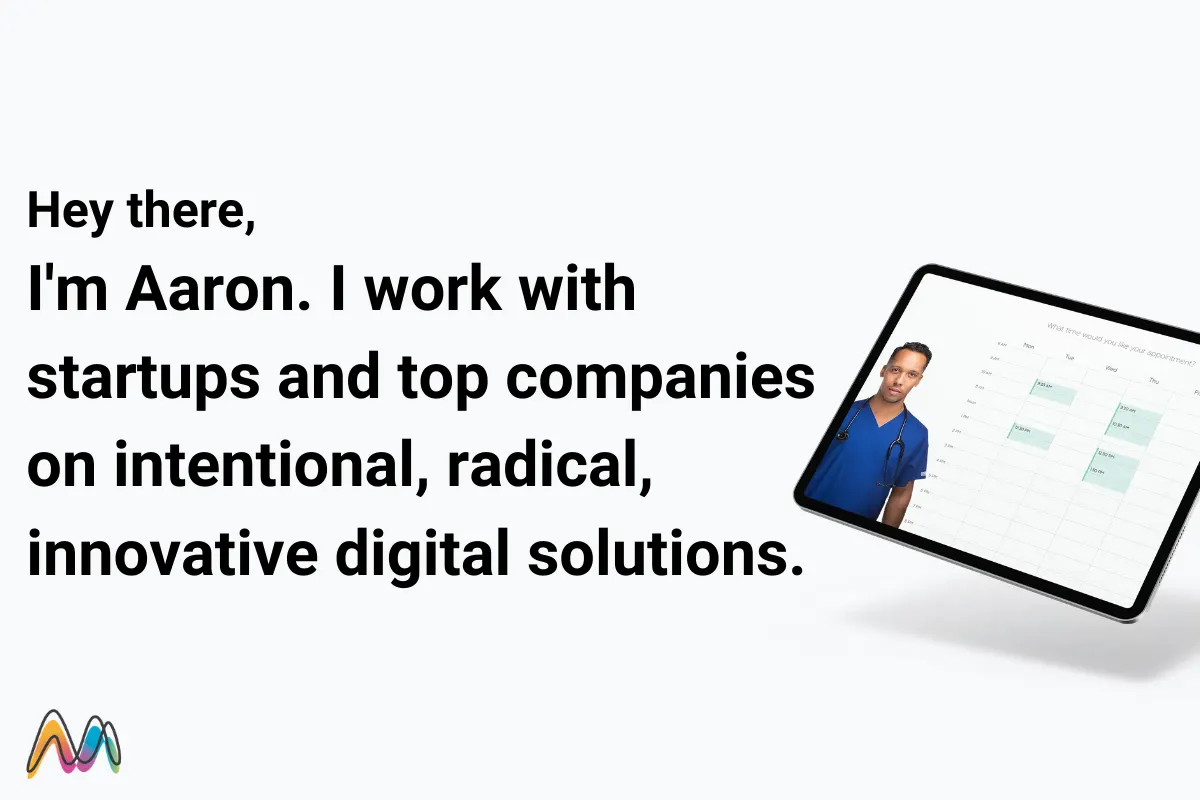 Hey there,
I'm Aaron. I work with
startups and top companies
on intentional, radical,
innovative digital solutions.
What time would you like your appointment?
Mon
Tue
Wed
Thu